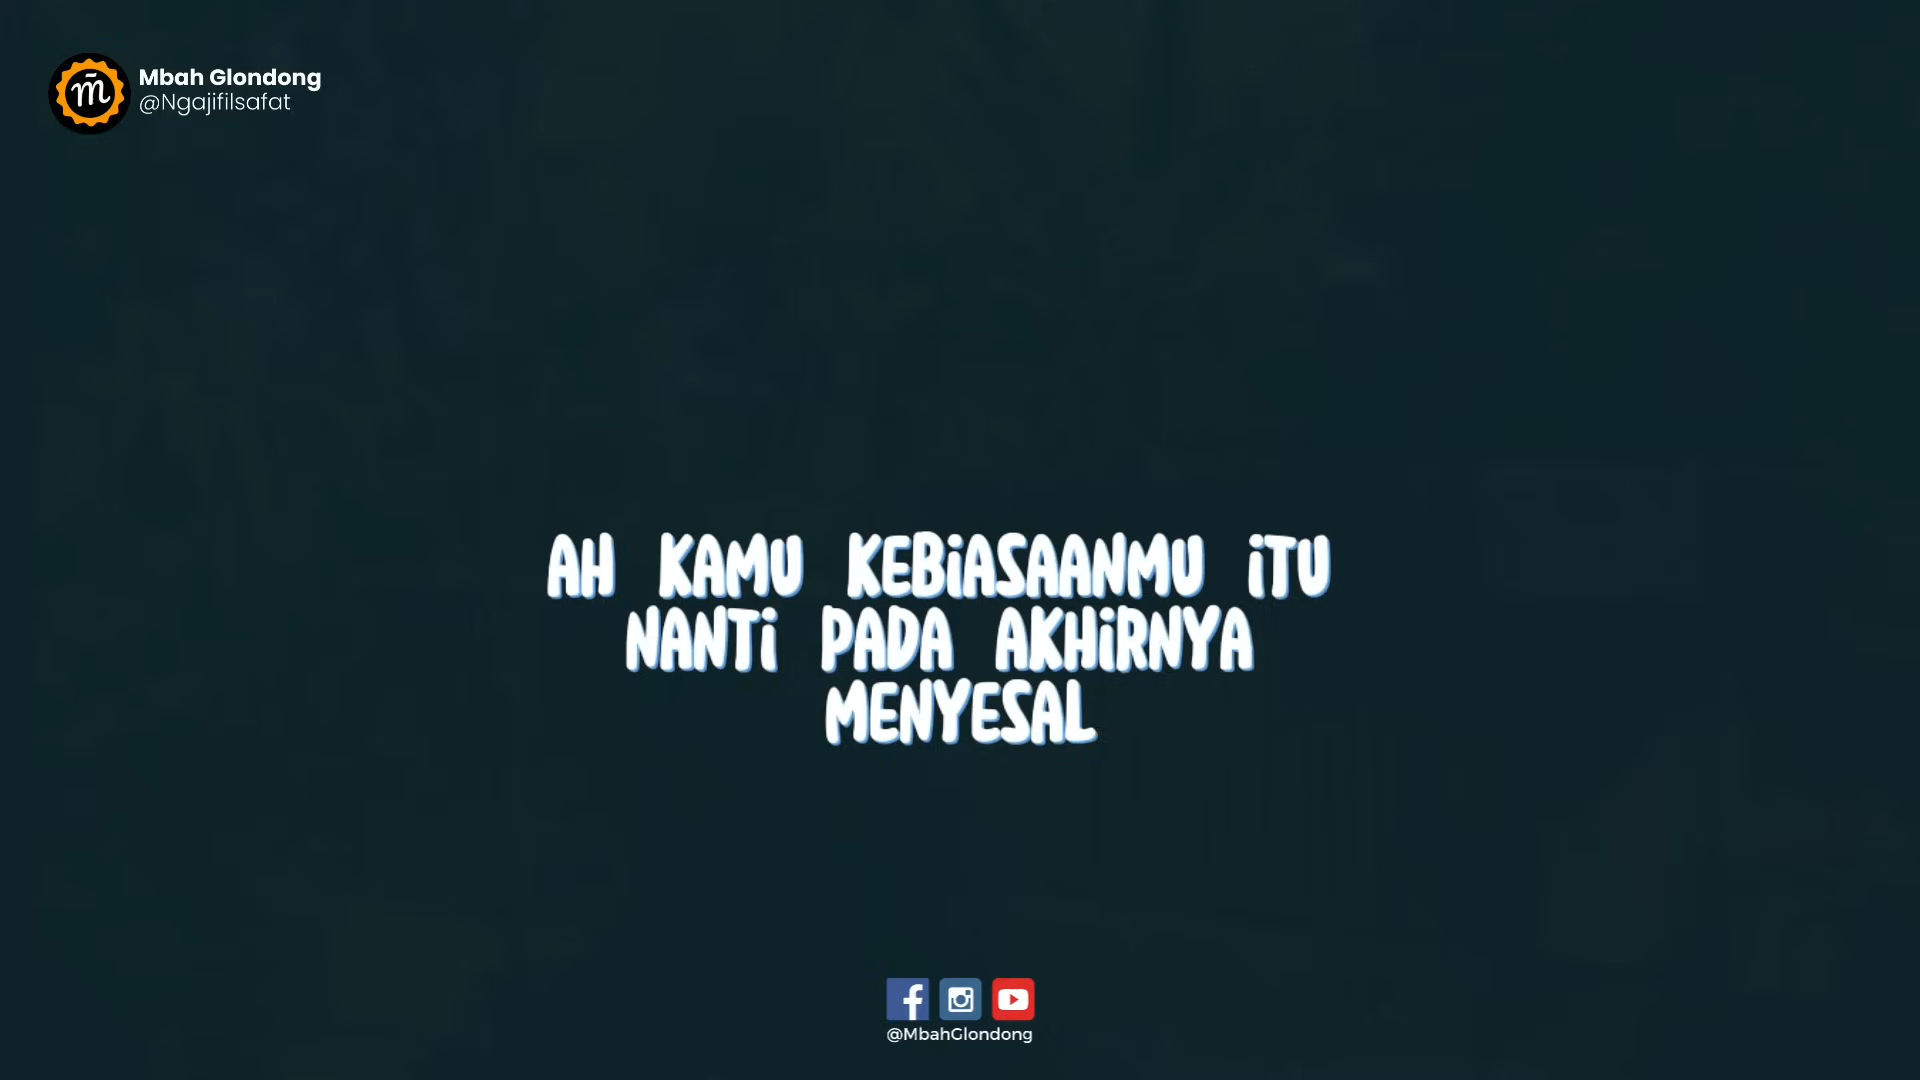 Mbah Glondong
@Ngajifilsafat
AH KAMU KEBiASAANMU iTU
NANTi PADA AKHiRNYA
MENYESAL
@MbahGlondong